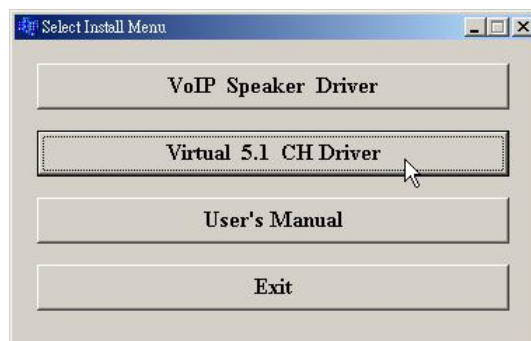 Select Install Menu
VoIP Speaker Driver
Virtual 5.1 CH Driver
User's Manual
Exit